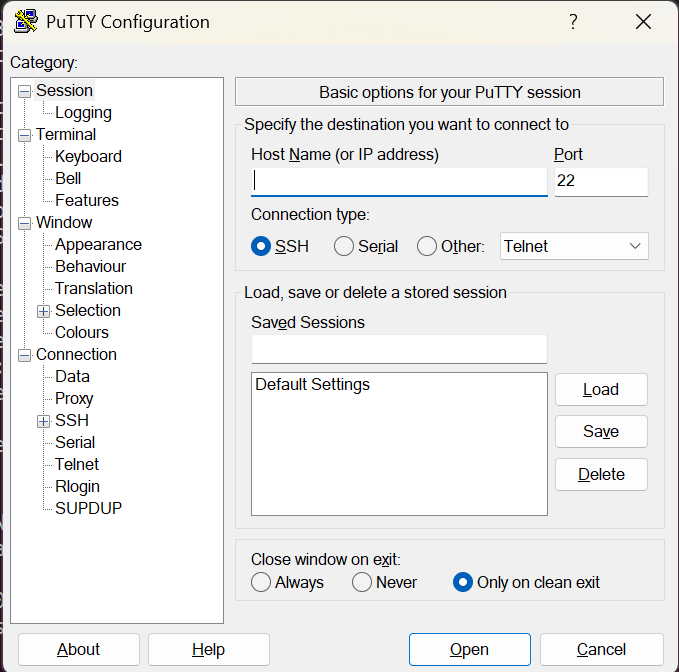 PuTTY Configuration
?
Category:
Session
Logging
Terminal
Keyboard
Bell
Features
Window
Appearance
Behaviour
Translation
Selection
Colours
Connection
Data
Proxy
SSH
Serial
Telnet
Rlogin
SUPDUP
Basic options for your PuTTY session
Specify the destination you want to connect to
Host Name (or IP address) Port
22
Connection type:
SSH Serial Other: Telnet
Load, save or delete a stored session
Saved Sessions
Default Settings
Load
Save
Delete
Close window on exit:
Always Never Only on clean exit
About Help Open Cancel